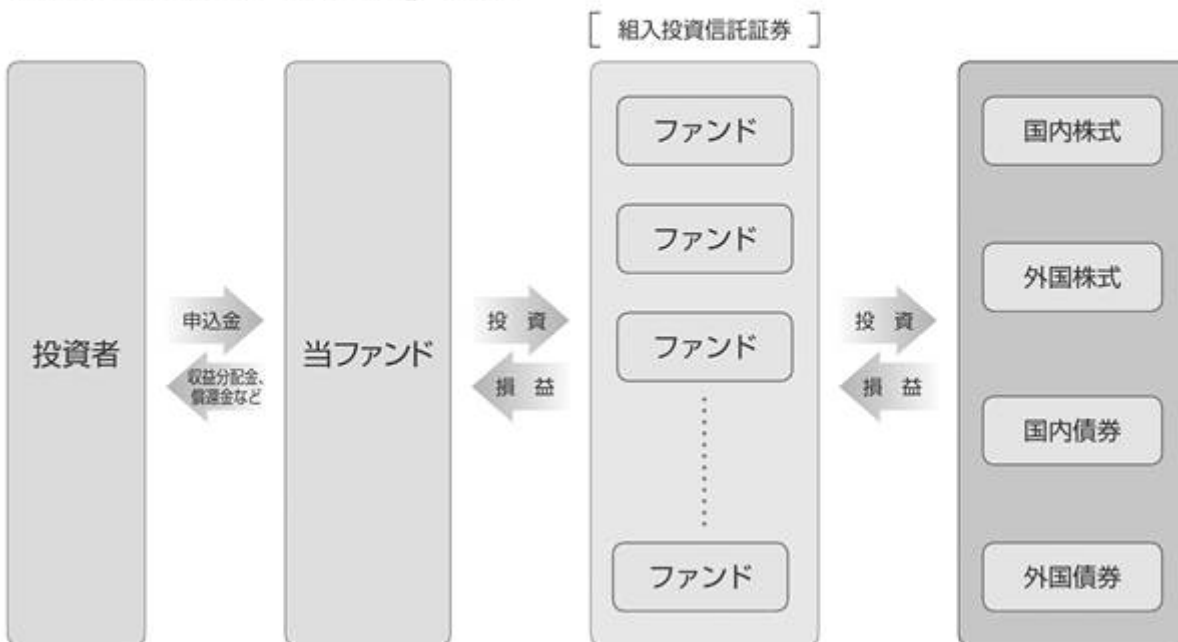 [組入投資信託証券]
投資者
申込金
収益分配金、
償還金など
当ファンド
投 資
損 益
ファンド
ファンド
ファンド
ファンド
投 資
損 益
国内株式
外国株式
国内債券
外国債券